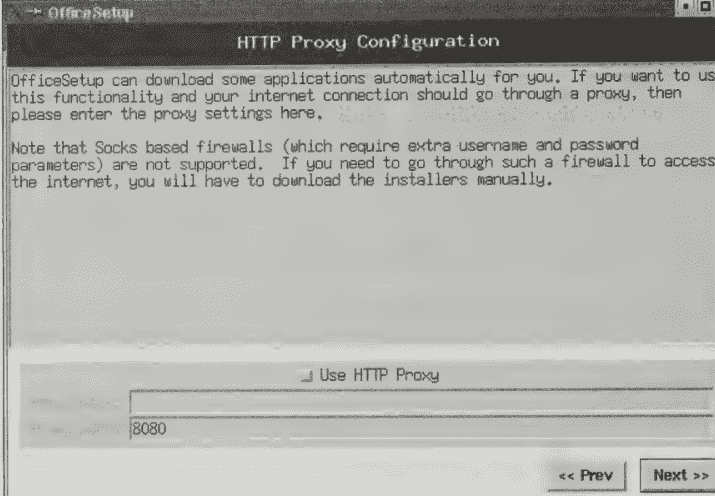 OfficeSetup
HTTP Proxy Configuration
OfficeSetup can download some applications automatically for you. If you want to us
this functionality and your internet connection should go through a proxy, then
please enter the proxy settings here.
Note that Socks based firewalls (which require extra username and password
parameters) are not supported. If you need to go through such a firewall to access
the internet, you will have to download the installers manually.
Use HTTP Proxy
8080
<< Prev
Next >>